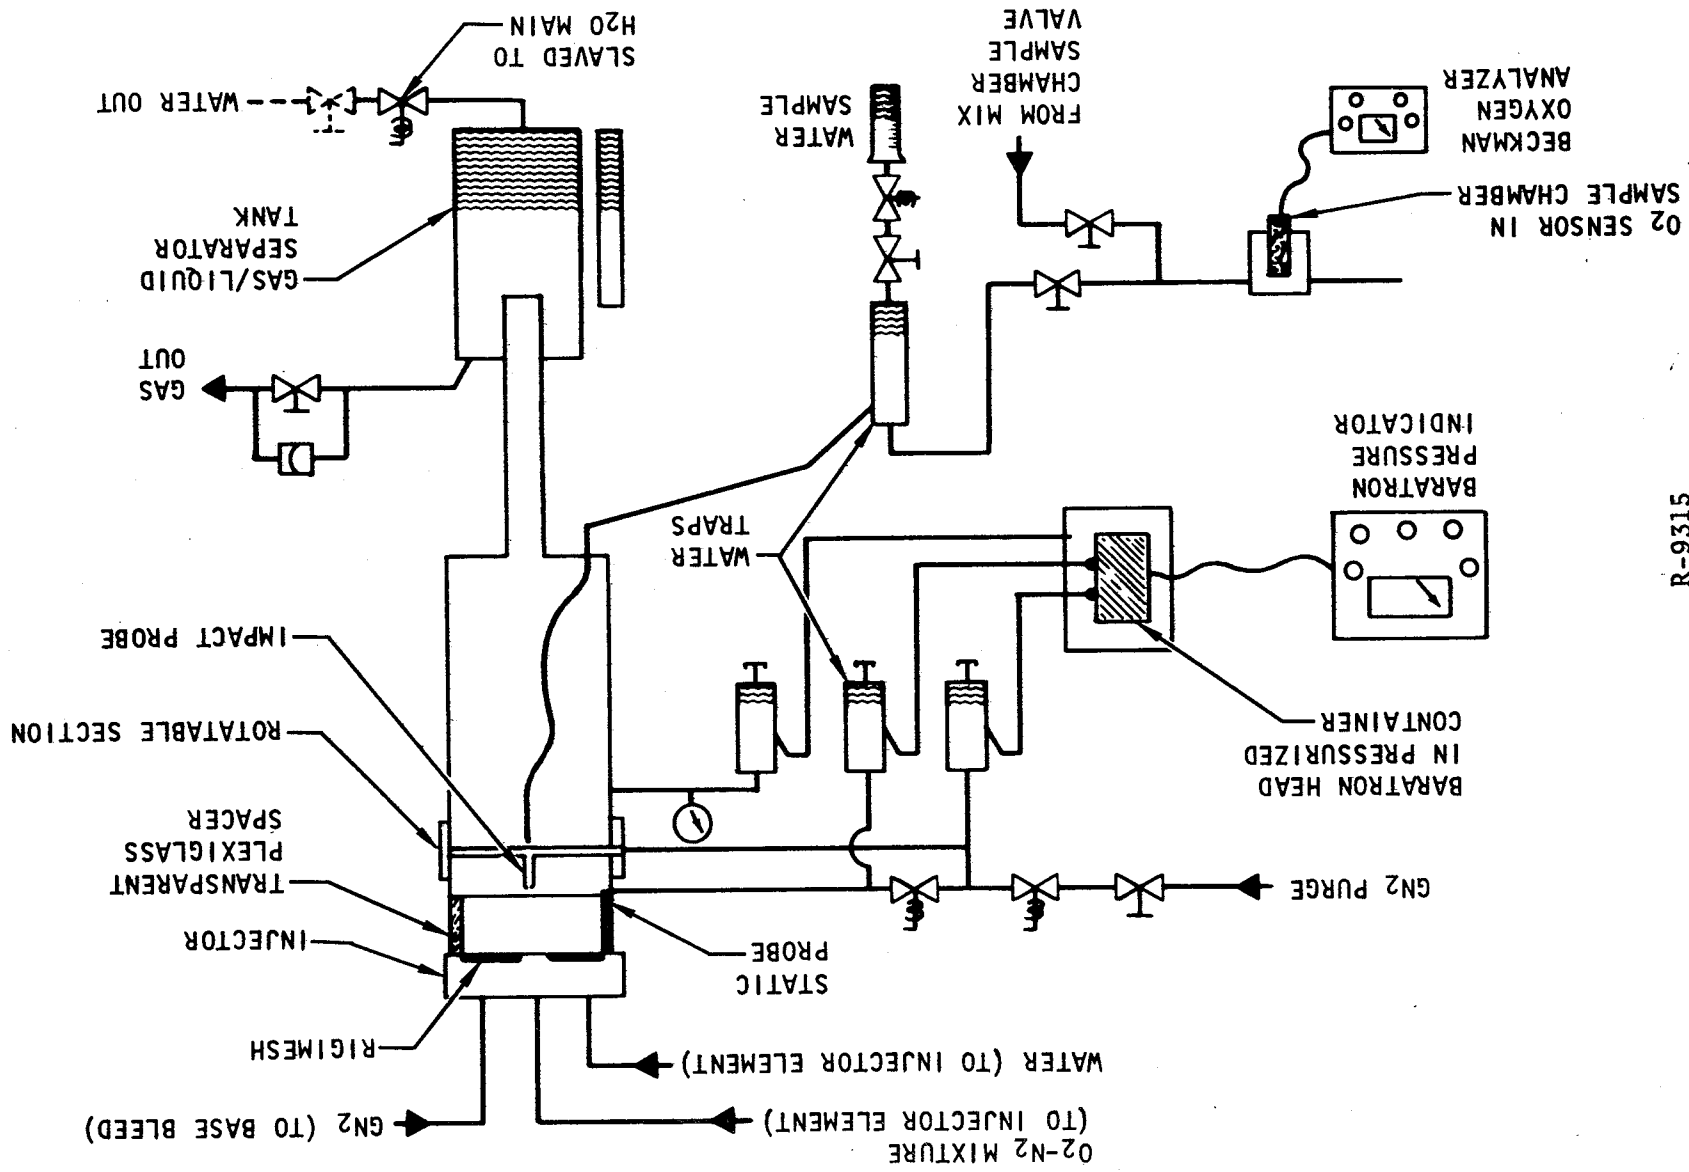 O2-N2 MIXTURE
(TO INJECTOR ELEMENT)
GN2 (TO BASE BLEED)
WATER (TO INJECTOR ELEMENT)
RIGIMESH
STATIC
PROBE
INJECTOR
TRANSPARENT
PLEXIGLASS
SPACER
GN2 PURGE
BARATRON HEAD
IN PRESSURIZED
CONTAINER
ROTATABLE SECTION
IMPACT PROBE
WATER
TRAPS
BARATRON
PRESSURE
INDICATOR
GAS
OUT
GAS/LIQUID
SEPARATOR
TANK
O2 SENSOR IN
SAMPLE CHAMBER
BECKMAN
OXYGEN
ANALYZER
FROM MIX
CHAMBER
SAMPLE
VALVE
WATER
SAMPLE
WATER OUT
SLAVED TO
H2O MAIN
R-9315